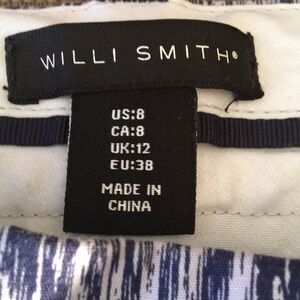 WILLI SMITH®
US:8
CA:8
UK:12
EU:38
MADE IN
CHINA